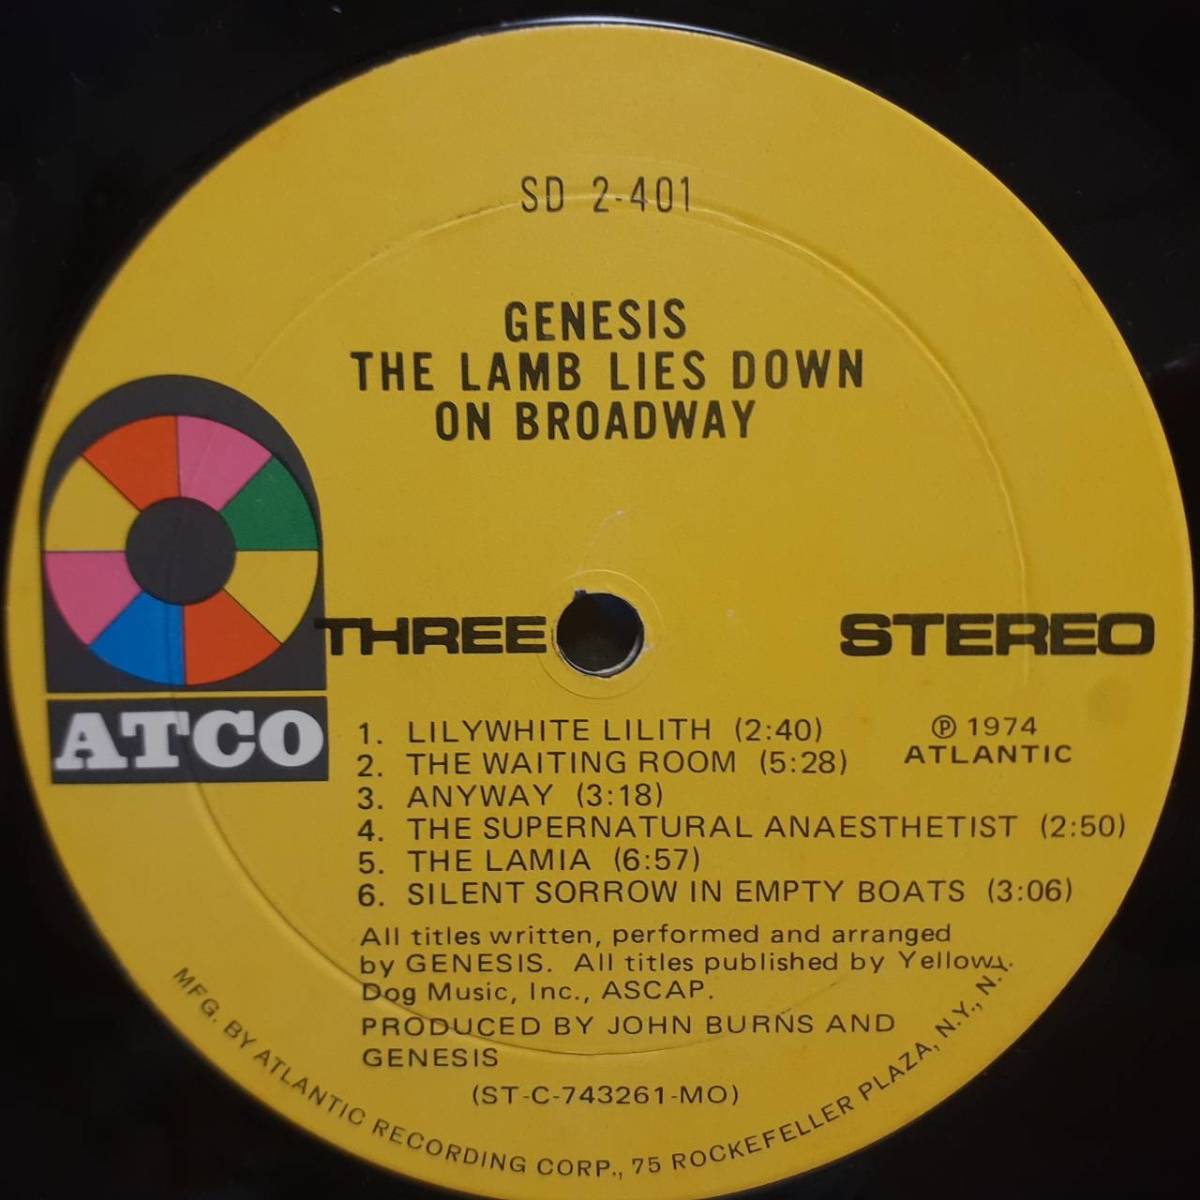 SD 2-401
GENESIS
THE LAMB LIES DOWN
ON BROADWAY
THREE
STEREO
ATCO
1. LILYWHITE LILITH (2:40)
2. THE WAITING ROOM (5:28)
3. ANYWAY (3:18)
4. THE SUPERNATURAL ANAESTHETIST (2:50)
5. THE LAMIA (6:57)
6. SILENT SORROW IN EMPTY BOATS (3:06)
℗ 1974
ATLANTIC
All titles written, performed and arranged
by GENESIS. All titles published by Yellow
Dog Music, Inc., ASCAP.
PRODUCED BY JOHN BURNS AND
GENESIS
(ST-C-743261-MO)
MFG. BY ATLANTIC RECORDING CORP., 75 ROCKEFELLER PLAZA, N.Y., N.Y.